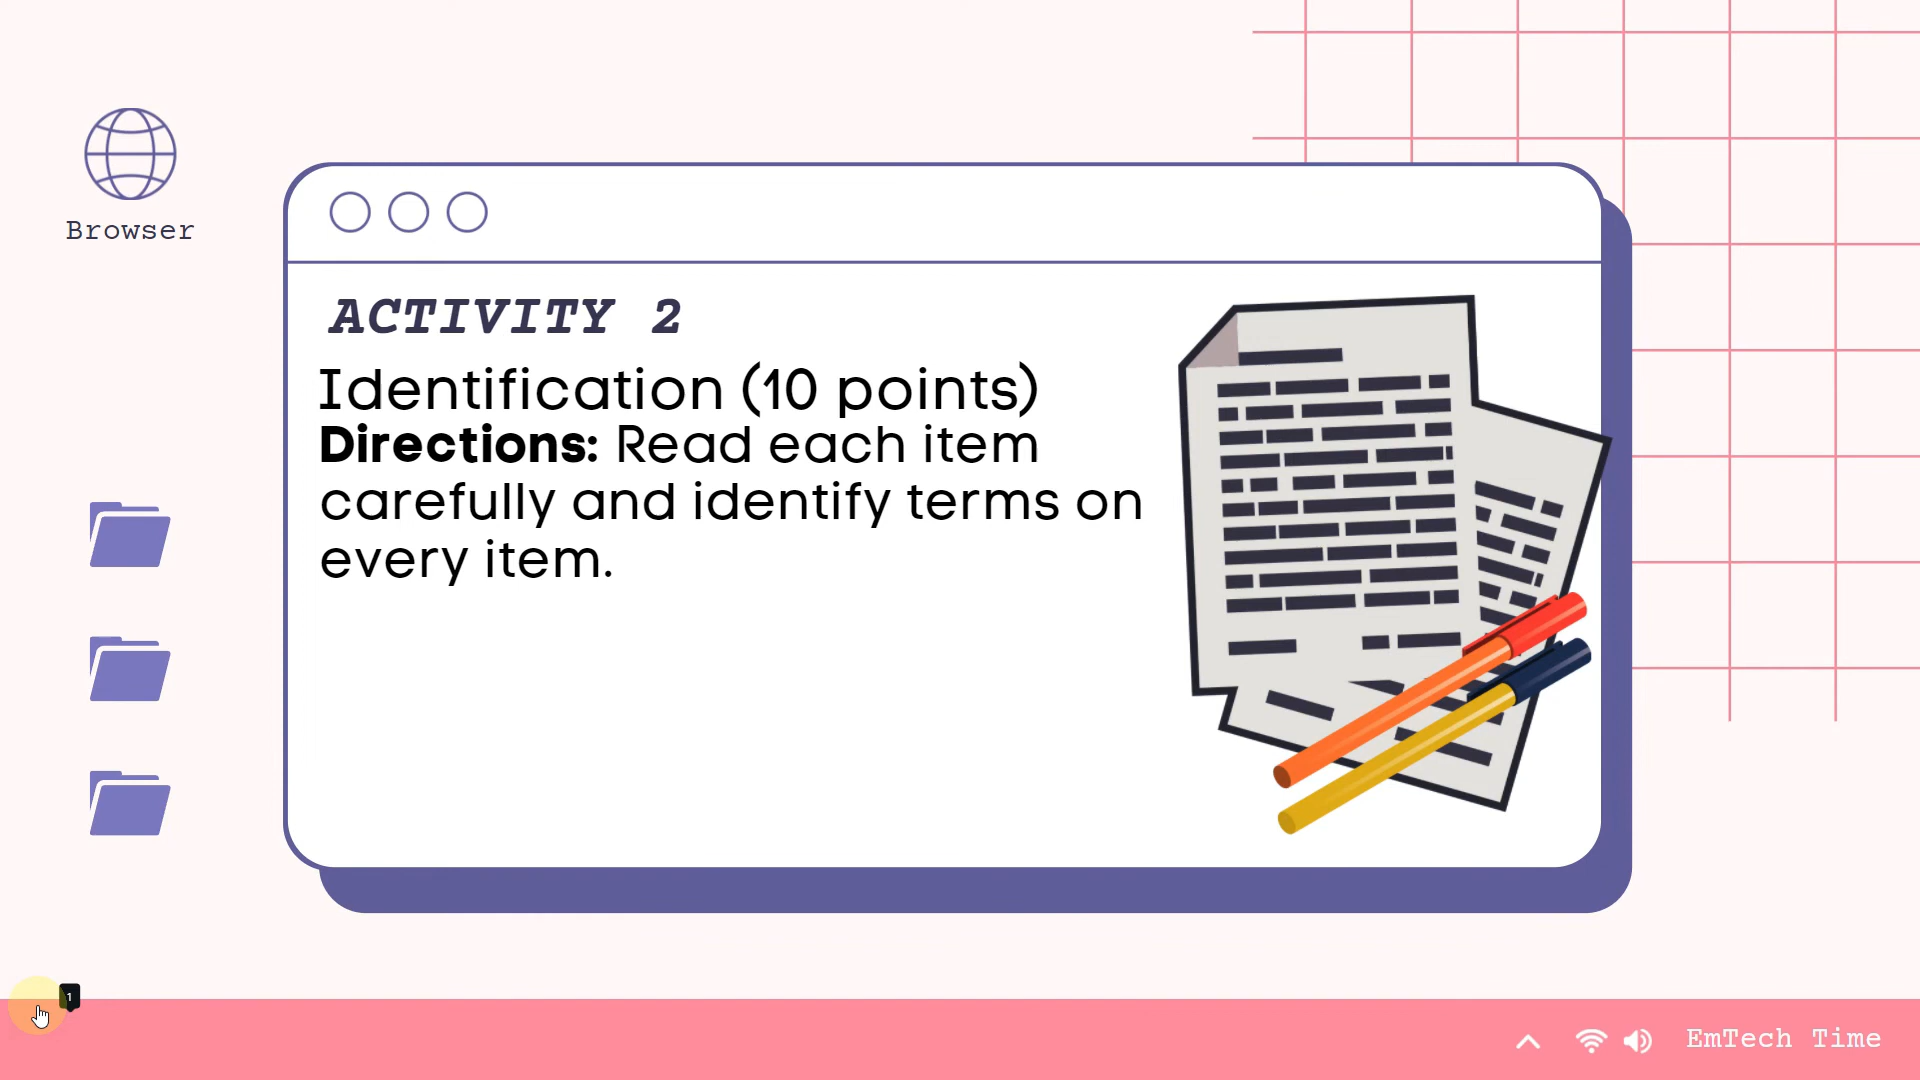 Browser
ACTIVITY 2
Identification (10 points)
Directions: Read each item
carefully and identify terms on
every item.
1
EmTech Time